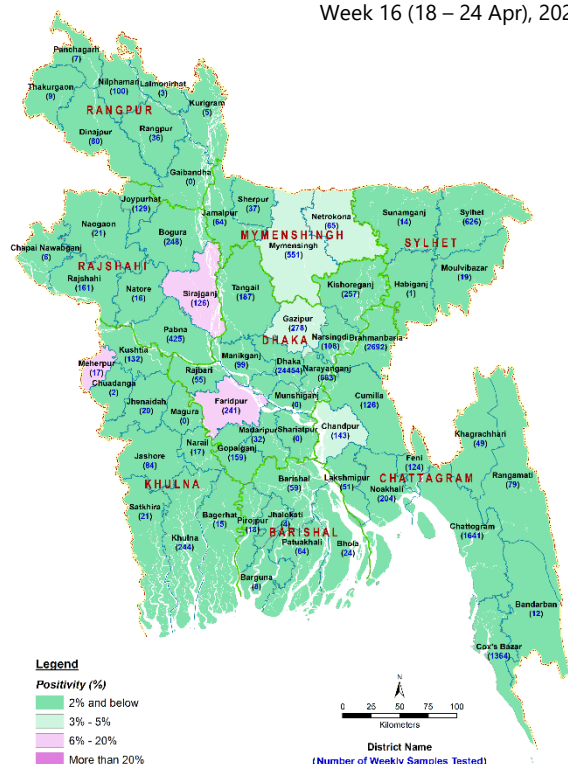 Week 16 (18 – 24 Apr), 202
Panchagarh
(7)
Thakurgaon
(9)
Nilphamari
(100)
Lalmonirhat
(3)
Kurigram
(5)
RANGPUR
Dinajpur
(80)
Rangpur
(36)
Gaibandha
(0)
Joypurhat
(129)
Naogaon
(21)
Bogura
(248)
Chapai Nawabganj
(6)
RAJSHAHI
Rajshahi
(161)
Natore
(16)
Sirajganj
(126)
Pabna
(425)
Sherpur
(37)
Jamalpur
(64)
Netrokona
(65)
MYMENSINGH
Mymensingh
(551)
Sunamganj
(14)
Sylhet
(626)
SYLHET
Moulvibazar
(19)
Habiganj
(1)
Tangail
(187)
Kishoreganj
(257)
Gazipur
(278)
DHAKA
Narsingdi
(106)
Brahmanbaria
(2692)
Manikganj
(99)
Dhaka
(24454)
Narayanganj
Meherpur
(17)
Kushtia
(132)
Chuadanga
(2)
Rajbari
(55)
Faridpur
(241)
Munshiganj
(0)
Cumilla
(126)
Jhenaidah
(20)
Magura
(0)
Madaripur
(32)
Shariatpur
(0)
Chandpur
(143)
Narail
(17)
Gopalganj
(159)
Jashore
(84)
KHULNA
Khagrachhari
(49)
Feni
(124)
Rangamati
(79)
CHATTAGRAM
Lakshmipur
(51)
Noakhali
(204)
Barishal
(59)
Satkhira
(21)
Khulna
(244)
Bagerhat
(15)
Pirojpur
(18)
Jhalokati
(4)
BARISHAL
Patuakhali
(64)
Bhola
(24)
Barguna
(8)
Chattogram
(1641)
Bandarban
(12)
Cox's Bazar
(1364)
Legend
Positivity (%)
2% and below
3% - 5%
6% - 20%
More than 20%
N
0 25 50 75 100
Kilometers
District Name
(Number of Weekly Samples Tested)